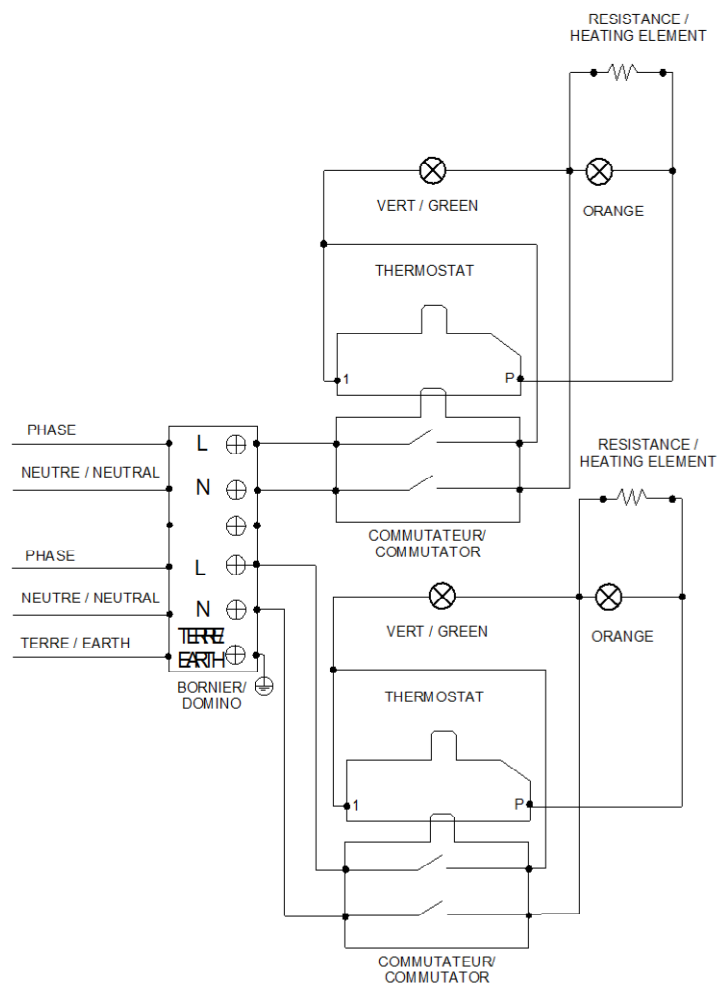 RESISTANCE /
HEATING ELEMENT
VERT / GREEN
ORANGE
THERMOSTAT
1
P
PHASE
L
NEUTRE / NEUTRAL
N
COMMUTATEUR/
COMMUTATOR
RESISTANCE /
HEATING ELEMENT
PHASE
L
NEUTRE / NEUTRAL
N
TERRE / EARTH
TERRE/
EARTH
BORNIER/
DOMINO
VERT / GREEN
ORANGE
THERMOSTAT
1
P
COMMUTATEUR/
COMMUTATOR